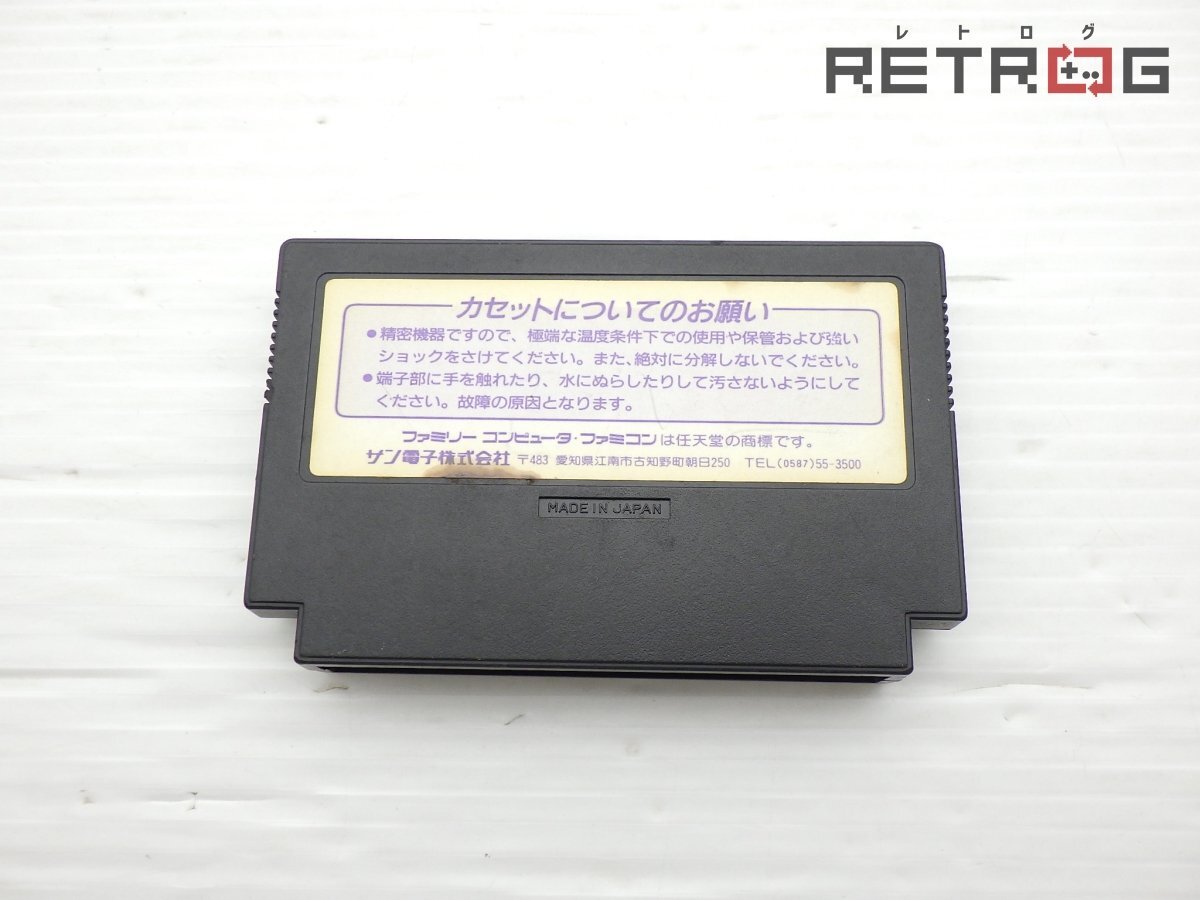 レトログ
RETROG
カセットについてのお願い
●精密機器ですので、極端な温度条件下での使用や保管および強い
ショックをさけてください。また、絶対に分解しないでください。
●端子部に手を触れたり、水にぬらしたりして汚さないようにして
ください。故障の原因となります。
ファミリー コンピュータ・ファミコンは任天堂の商標です。
サン電子株式会社 〒483 愛知県江南市古知野町朝日250 TEL(0587)55-3500
MADE IN JAPAN